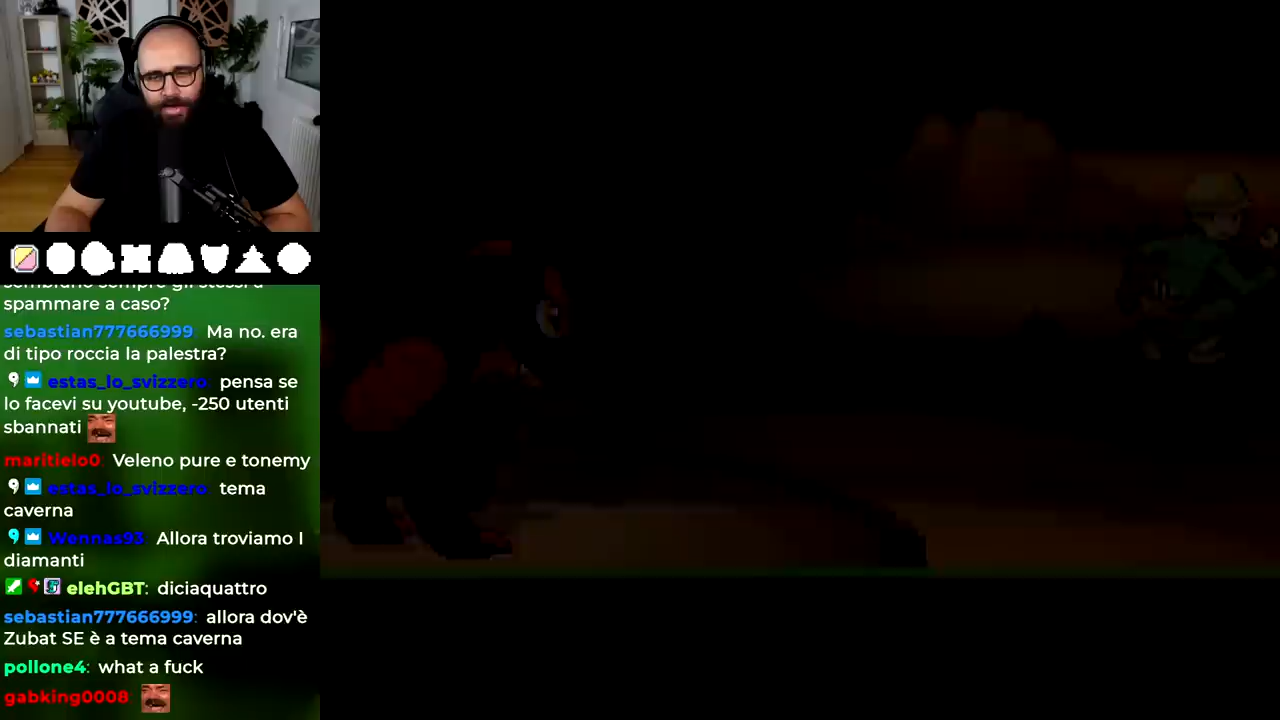 spammare a caso?
sebastian777666999: Ma no. era
di tipo roccia la palestra?
estas_lo_svizzero: pensa se
lo facevi su youtube, -250 utenti
sbannati
maritielo0: Veleno pure e tonemy
estas_lo_svizzero: tema
caverna
Wennas93: Allora troviamo I
diamanti
elehGBT: diciaquattro
sebastian777666999: allora dov'è
Zubat SE è a tema caverna
pollone4: what a fuck
gabking0008: